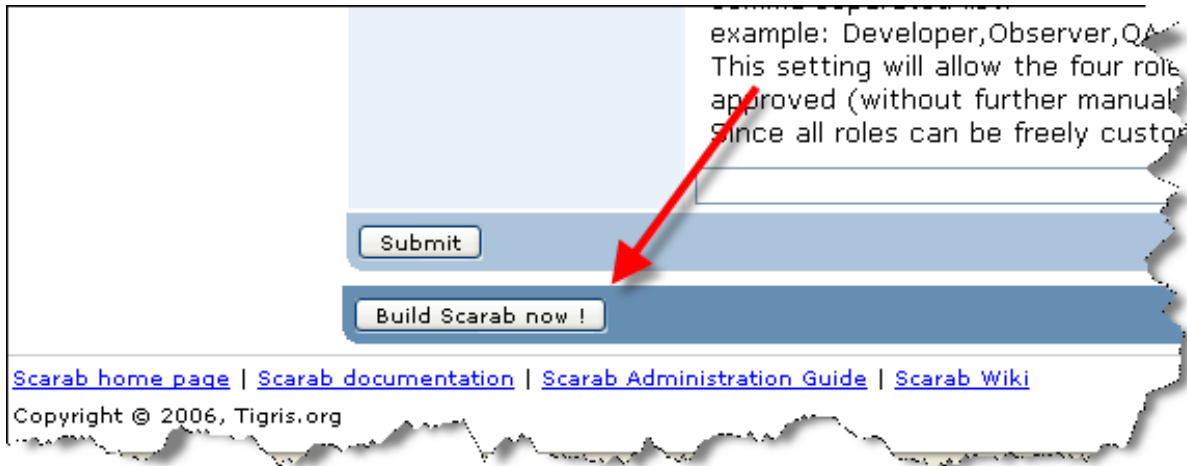 example: Developer,Observer,QA
This setting will allow the four role
approved (without further manual
Since all roles can be freely custo
Submit
Build Scarab now !
Scarab home page | Scarab documentation | Scarab Administration Guide | Scarab Wiki
Copyright © 2006, Tigris.org